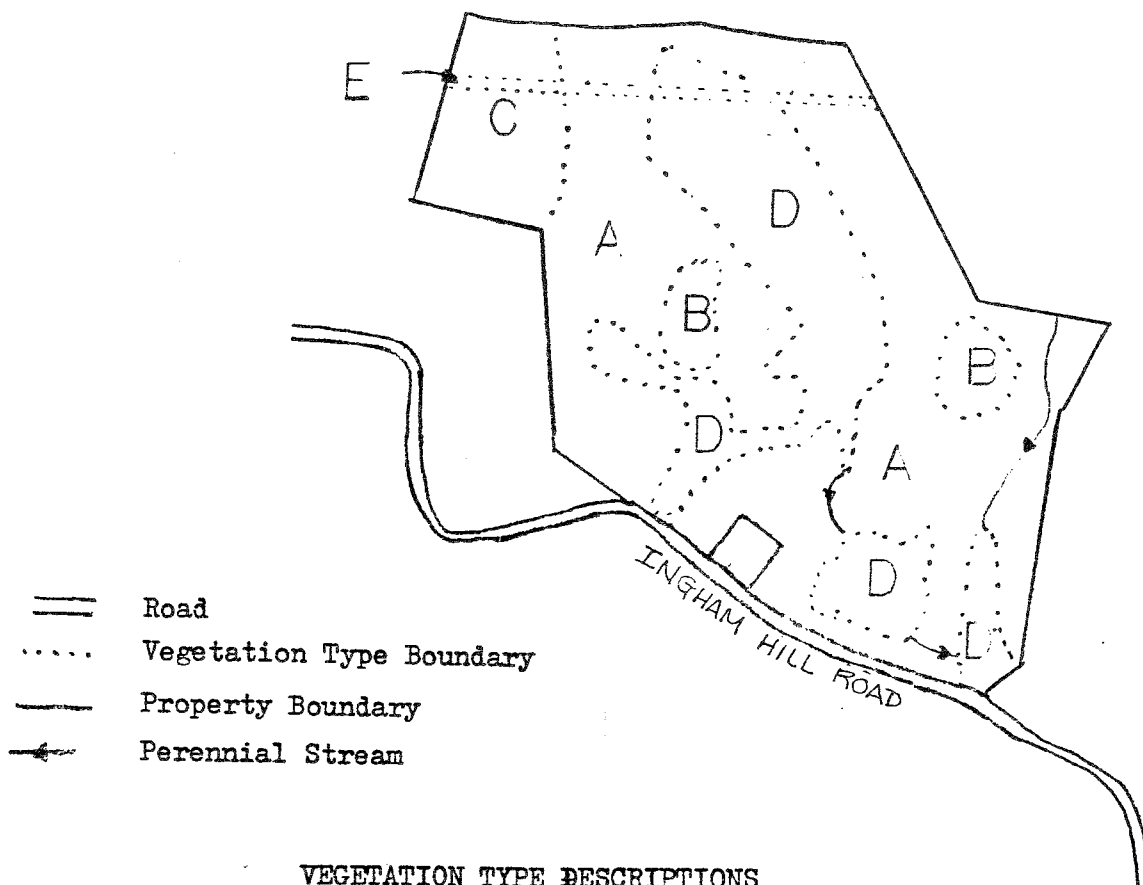 E
C
D
A
B
B
D
A
D
D
INGHAM HILL ROAD
Road
Vegetation Type Boundary
Property Boundary
Perennial Stream
VEGETATION TYPE DESCRIPTIONS